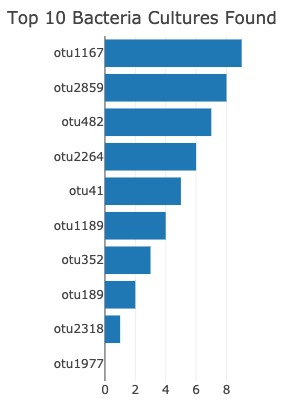 Top 10 Bacteria Cultures Found
otu1167
otu2859
otu482
otu2264
otu41
otu1189
otu352
otu189
otu2318
otu1977
0 2 4 6 8